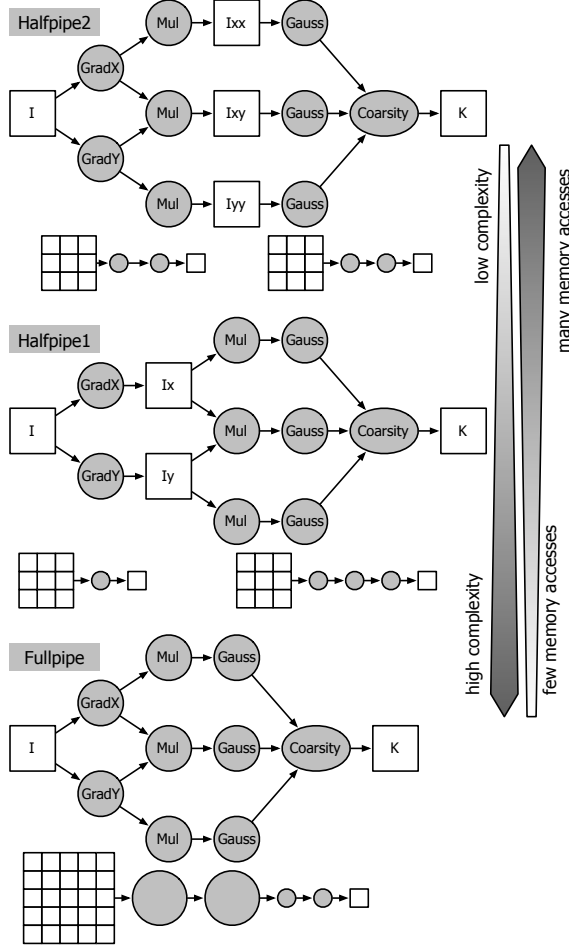 Halfpipe2
Mul
Ixx
Gauss
GradX
I
Mul
Ixy
Gauss
Coarsity
K
GradY
Mul
Iyy
Gauss
low complexity
many memory accesses
Halfpipe1
Mul
Gauss
GradX
Ix
I
Mul
Gauss
Coarsity
K
GradY
Iy
Mul
Gauss
high complexity
few memory accesses
Fullpipe
Mul
Gauss
GradX
I
Mul
Gauss
Coarsity
K
GradY
Mul
Gauss